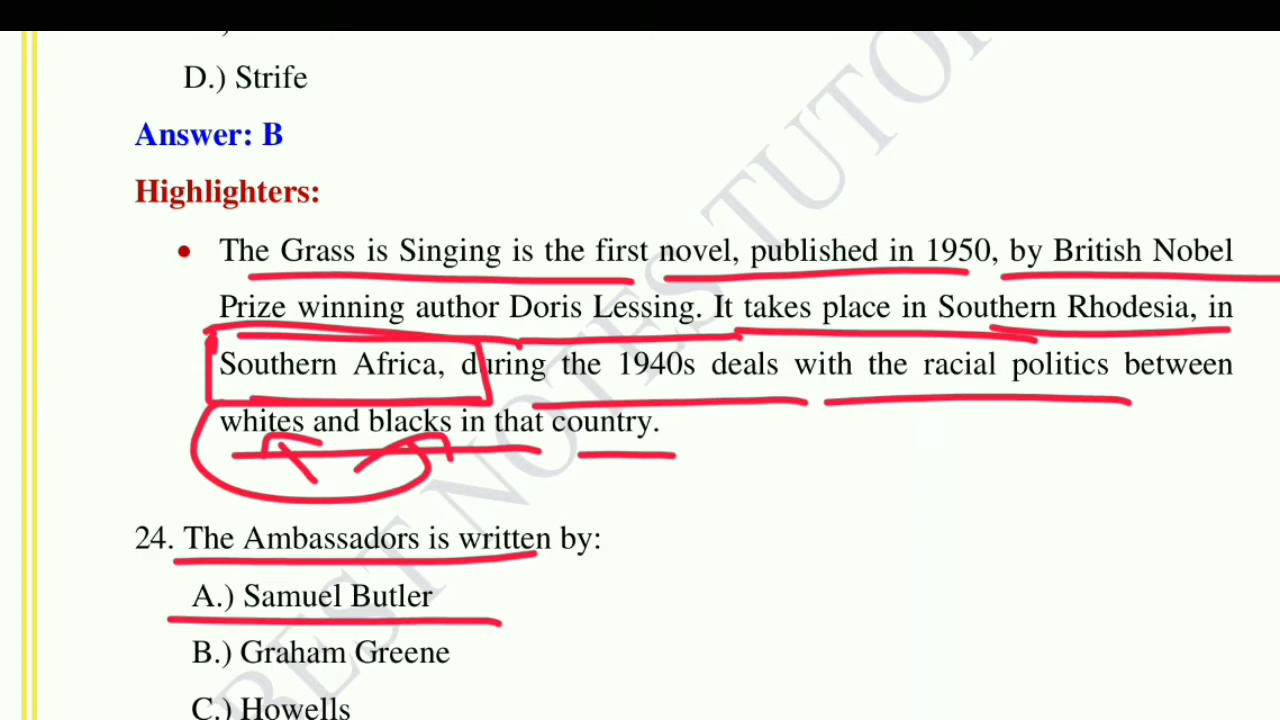 D.) Strife
Answer: B
Highlighters:
• The Grass is Singing is the first novel, published in 1950, by British Nobel
Prize winning author Doris Lessing. It takes place in Southern Rhodesia, in
Southern Africa, during the 1940s deals with the racial politics between
whites and blacks in that country.
24. The Ambassadors is written by:
A.) Samuel Butler
B.) Graham Greene
C.) Howells
BEST NOTES TUTOR